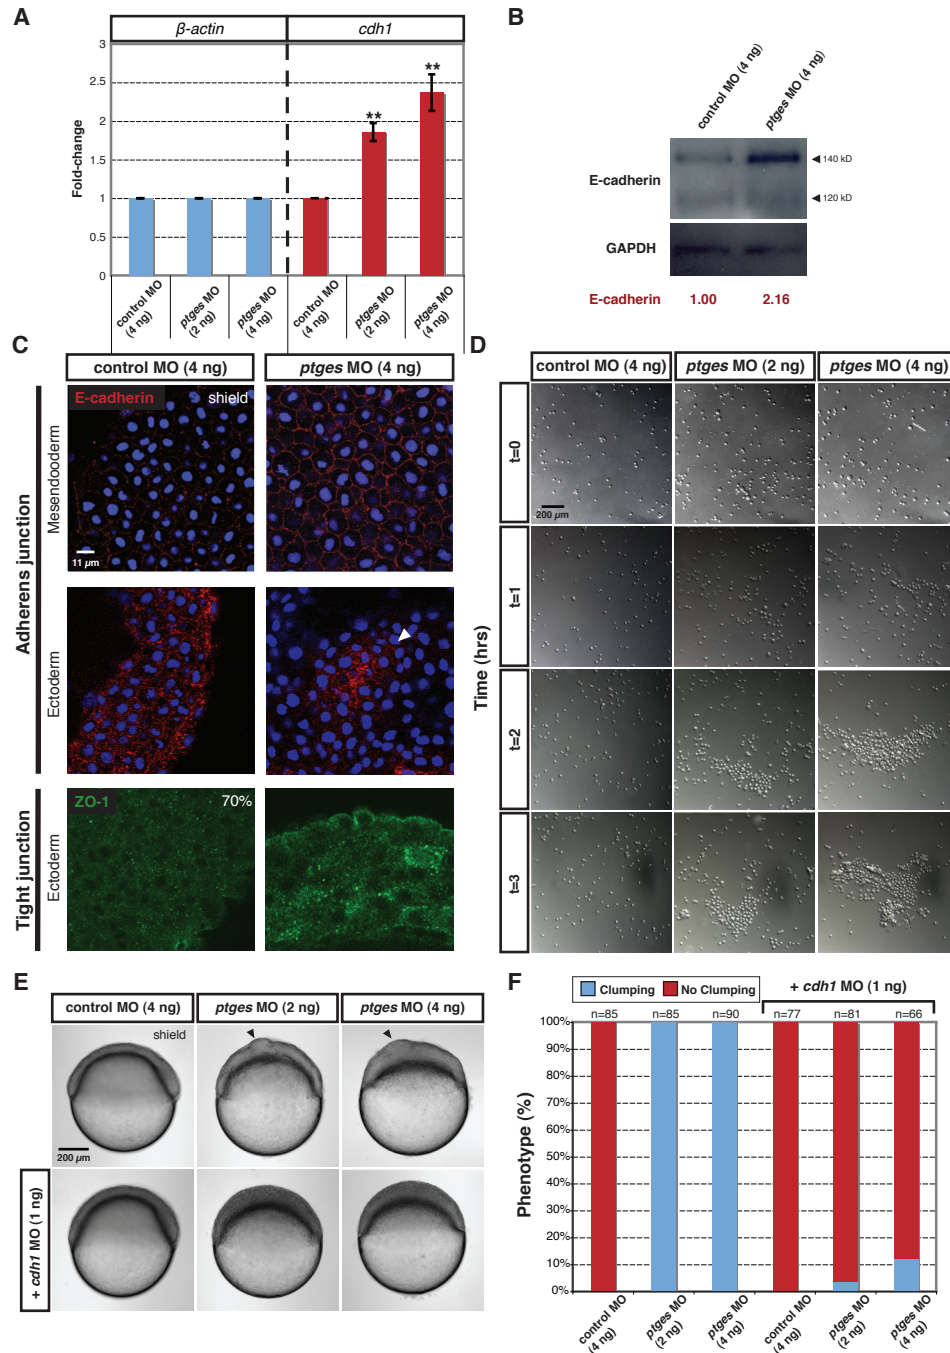 A
β-actin
cdh1
Fold-change
3
2.5
2
1.5
1
0.5
0
**
**
control MO (4 ng)
ptges MO (2 ng)
ptges MO (4 ng)
control MO (4 ng)
ptges MO (2 ng)
ptges MO (4 ng)
B
control MO (4 ng)
ptges MO (4 ng)
E-cadherin
140 kD
120 kD
GAPDH
E-cadherin 1.00 2.16
C
control MO (4 ng)
ptges MO (4 ng)
Adherens junction
Mesendooderm
E-cadherin
shield
11 µm
Ectoderm
Tight junction
Ectoderm
ZO-1
70%
D
control MO (4 ng)
ptges MO (2 ng)
ptges MO (4 ng)
Time (hrs)
t=0
200 µm
t=1
t=2
t=3
E
control MO (4 ng)
ptges MO (2 ng)
ptges MO (4 ng)
shield
200 µm
+ cdh1 MO (1 ng)
F
Clumping
No Clumping
+ cdh1 MO (1 ng)
n=85
n=85
n=90
n=77
n=81
n=66
Phenotype (%)
100%
90%
80%
70%
60%
50%
40%
30%
20%
10%
0%
control MO (4 ng)
ptges MO (2 ng)
ptges MO (4 ng)
control MO (4 ng)
ptges MO (2 ng)
ptges MO (4 ng)